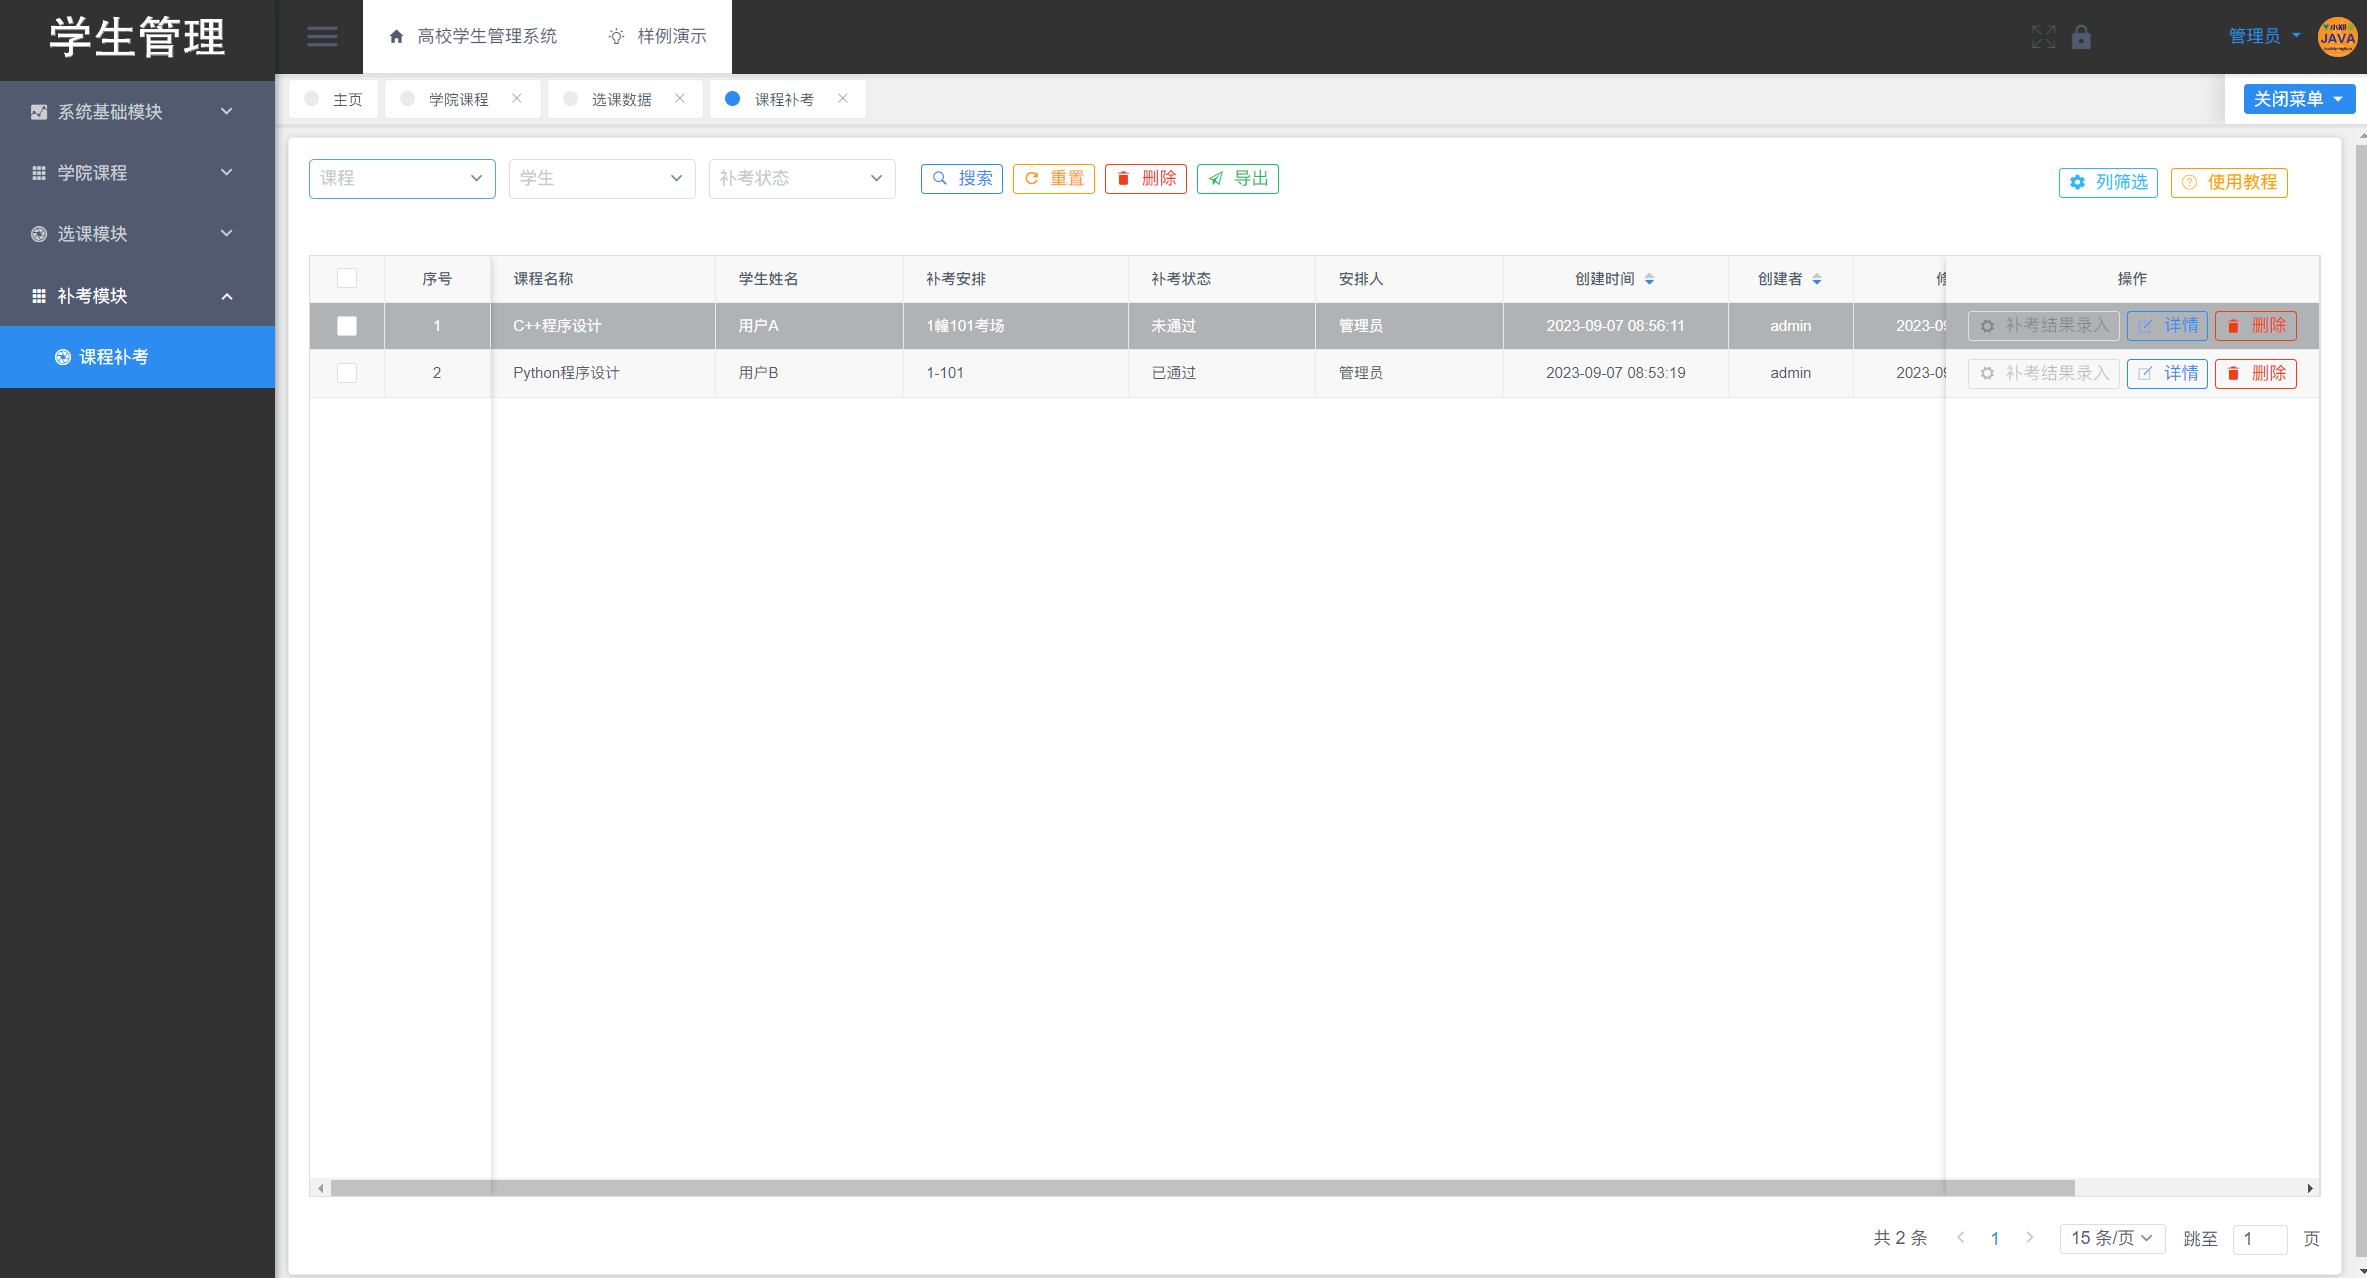 学生管理
高校学生管理系统
样例演示
管理员
JAVA
系统基础模块
学院课程
选课模块
补考模块
课程补考
主页
学院课程
选课数据
课程补考
关闭菜单
课程
学生
补考状态
搜索
重置
删除
导出
列筛选
使用教程
序号 课程名称 学生姓名 补考安排 补考状态 安排人 创建时间 创建者 操作
1 C++程序设计 用户A 1幢101考场 未通过 管理员 2023-09-07 08:56:11 admin 2023-09 补考结果录入 详情 删除
2 Python程序设计 用户B 1-101 已通过 管理员 2023-09-07 08:53:19 admin 2023-09 补考结果录入 详情 删除
共 2 条 1 15 条/页 跳至 1 页